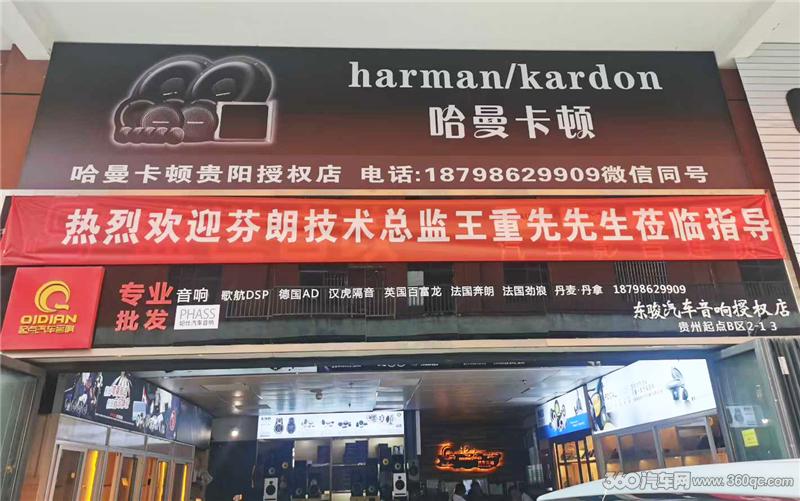 harman/kardon
哈曼卡顿
哈曼卡顿贵阳授权店 电话:18798629909微信同号
热烈欢迎芬朗技术总监王重先先生莅临指导
QIDIAN
起点汽车音响
专业 音响 歌航DSP 德国AD 汉虎隔音 英国百富龙 法国奔朗 法国劲浪 丹麦·丹拿 18798629909
批发 PHASS
东骏汽车音响授权店
贵州起点B区2-13
360汽车网 www.360qc.com